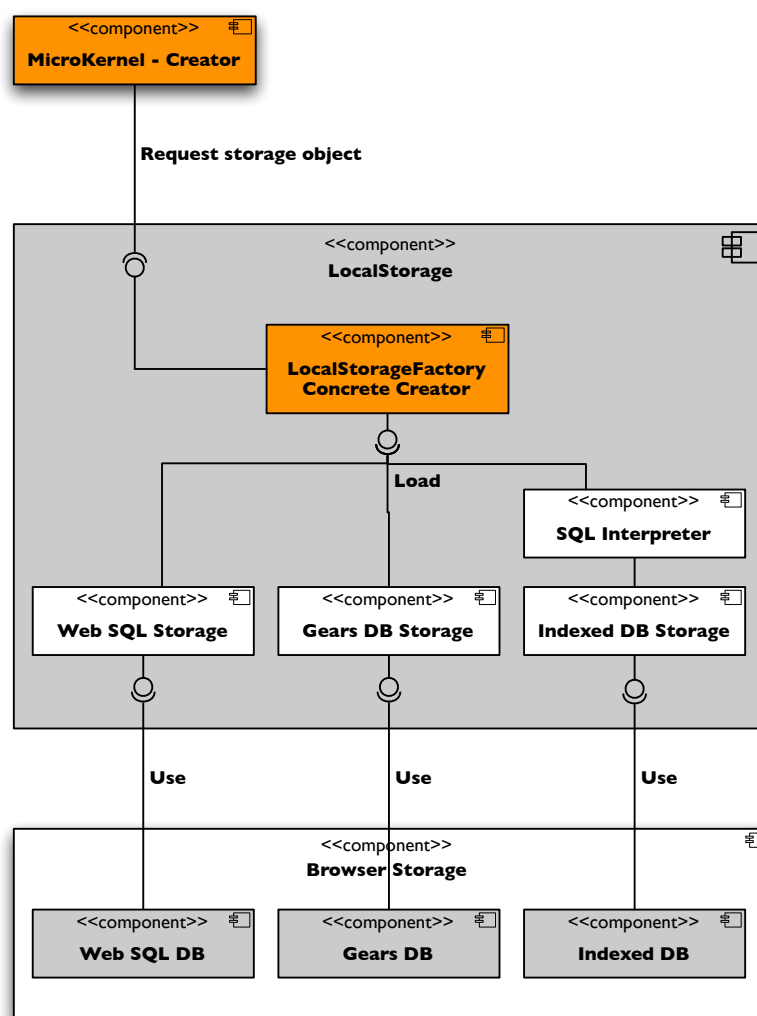 <<component>>
MicroKernel - Creator
Request storage object
<<component>>
LocalStorage
<<component>>
LocalStorageFactory
Concrete Creator
Load
<<component>>
SQL Interpreter
<<component>>
Web SQL Storage
<<component>>
Gears DB Storage
<<component>>
Indexed DB Storage
Use
Use
Use
<<component>>
Browser Storage
<<component>>
Web SQL DB
<<component>>
Gears DB
<<component>>
Indexed DB